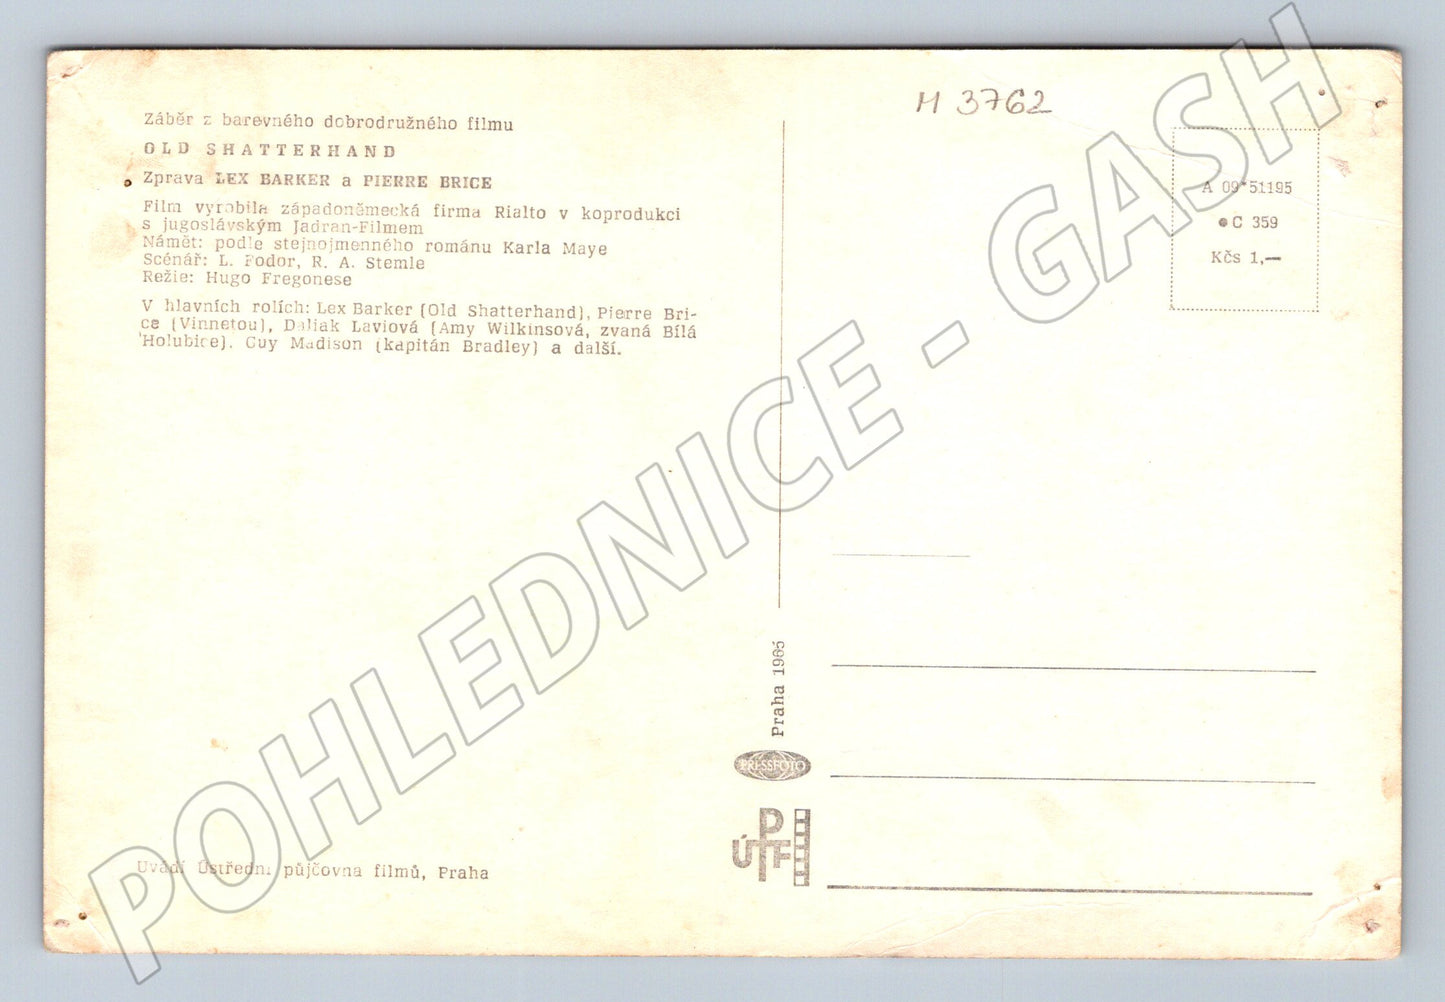 M 3762
Záběr z barevného dobrodružného filmu
OLD SHATTERHAND
Zprava LEX BARKER a PIERRE BRICE
Film vyrobila západoněmecká firma Rialto v koprodukci
s jugoslávským Jadran-Filmem
Námět: podle stejnojmenného románu Karla Maye
Scénář: L. Fodor, R. A. Stemle
Režie: Hugo Fregonese
V hlavních rolích: Lex Barker (Old Shatterhand), Pierre Bri-
ce (Vinnetou), Daliak Laviová (Amy Wilkinsová, zvaná Bílá
Holubice). Guy Madison (kapitán Bradley) a další.
A 09*51195
C 359
Kčs 1,—
Praha 1965
PRESSFOTO
ÚPTF
Uvádí Ústřední půjčovna filmů, Praha
POHLEDNICE - GASH